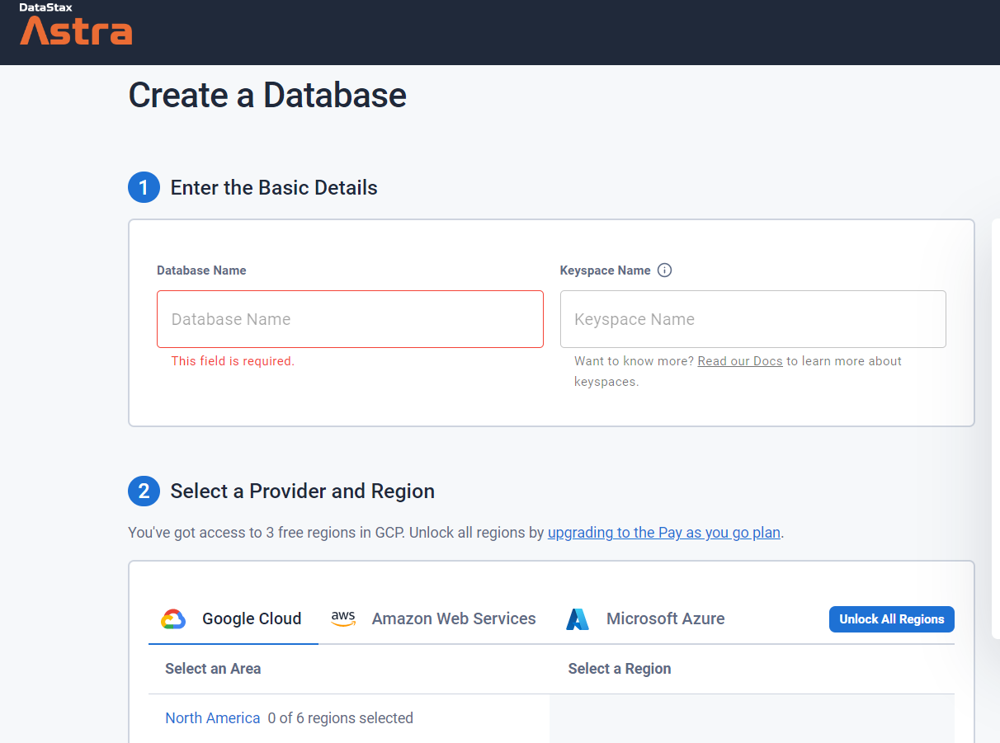 DataStax
Astra
Create a Database
1 Enter the Basic Details
Database Name
Keyspace Name
Database Name
Keyspace Name
This field is required.
Want to know more? Read our Docs to learn more about
keyspaces.
2 Select a Provider and Region
You've got access to 3 free regions in GCP. Unlock all regions by upgrading to the Pay as you go plan.
Google Cloud
aws Amazon Web Services
Microsoft Azure
Unlock All Regions
Select an Area
Select a Region
North America 0 of 6 regions selected